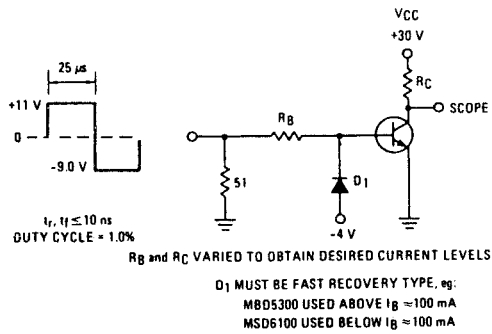 VCC
+30 V
25 µs
RC
+11 V
SCOPE
RB
0
51
D1
-9.0 V
-4 V
tr, tf ≤ 10 ns
DUTY CYCLE = 1.0%
RB and RC VARIED TO OBTAIN DESIRED CURRENT LEVELS
D1 MUST BE FAST RECOVERY TYPE, eg:
MBD5300 USED ABOVE IB ≈ 100 mA
MSD6100 USED BELOW IB ≈ 100 mA